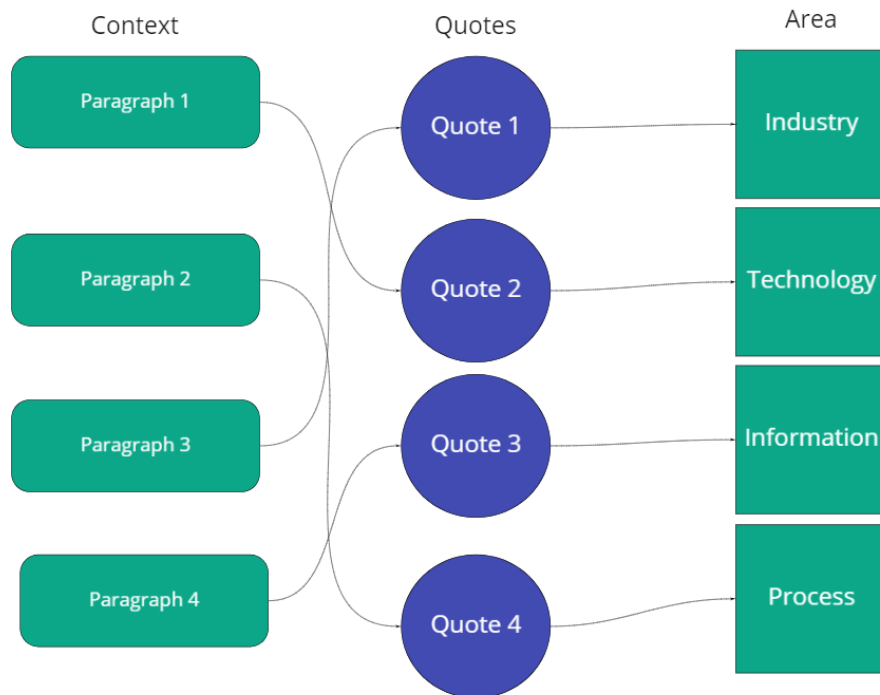 Context
Quotes
Area
Paragraph 1
Quote 1
Industry
Paragraph 2
Quote 2
Technology
Paragraph 3
Quote 3
Information
Paragraph 4
Quote 4
Process